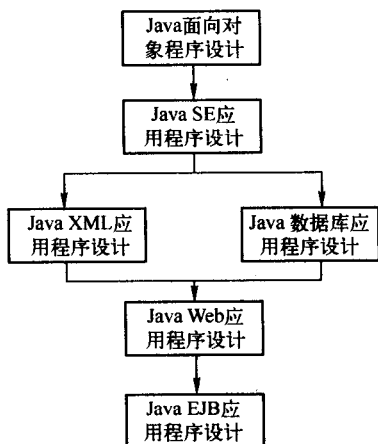 Java面向对
象程序设计
Java SE应
用程序设计
Java XML应
用程序设计
Java 数据库应
用程序设计
Java Web应
用程序设计
Java EJB应
用程序设计